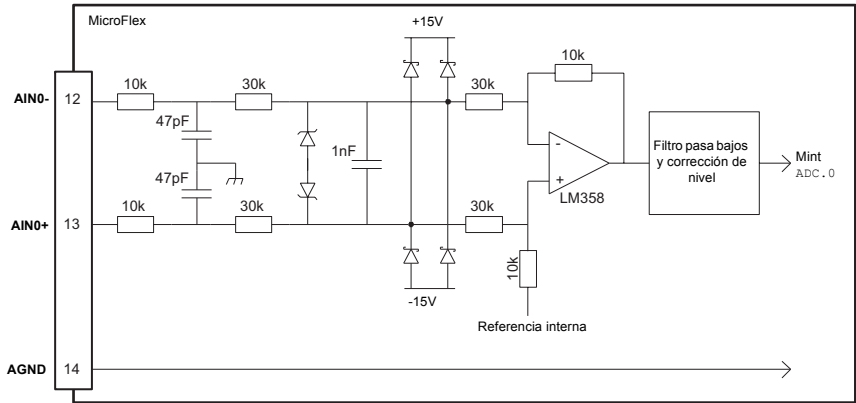 MicroFlex
+15V
10k
AIN0-
12
10k
30k
30k
47pF
1nF
-
+
LM358
Filtro pasa bajos
y corrección de
nivel
Mint
ADC.0
47pF
AIN0+
13
10k
30k
30k
10k
-15V
Referencia interna
AGND
14